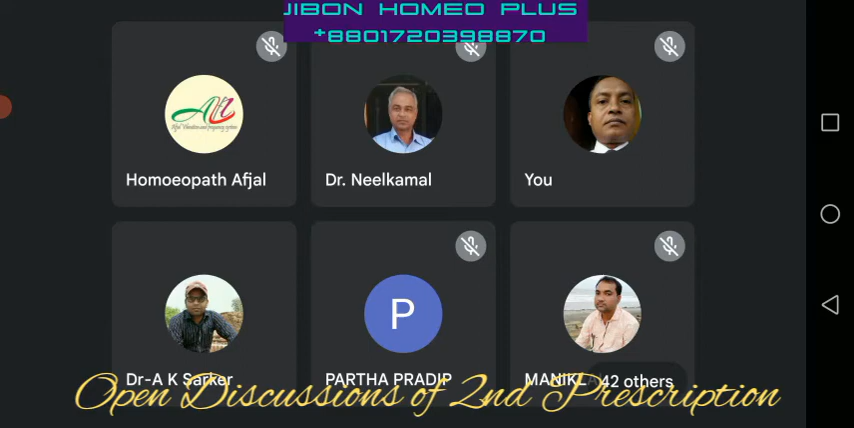 JIBON HOMEO PLUS
+8801720398870
Homoeopath Afjal
Dr. Neelkamal
You
Dr-A K Sarker
P
PARTHA PRADIP
42 others
Open Discussions of 2nd Prescription